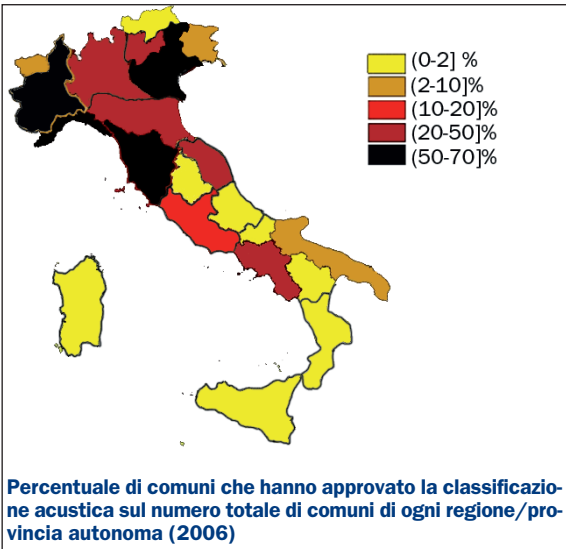 (0-2] %
(2-10]%
(10-20]%
(20-50]%
(50-70]%
Percentuale di comuni che hanno approvato la classificazio-
ne acustica sul numero totale di comuni di ogni regione/pro-
vincia autonoma (2006)